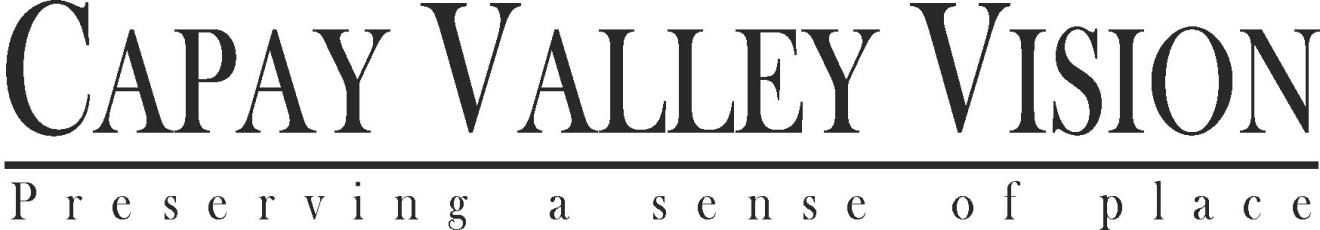 CAPAY VALLEY VISION
Preserving a sense of place